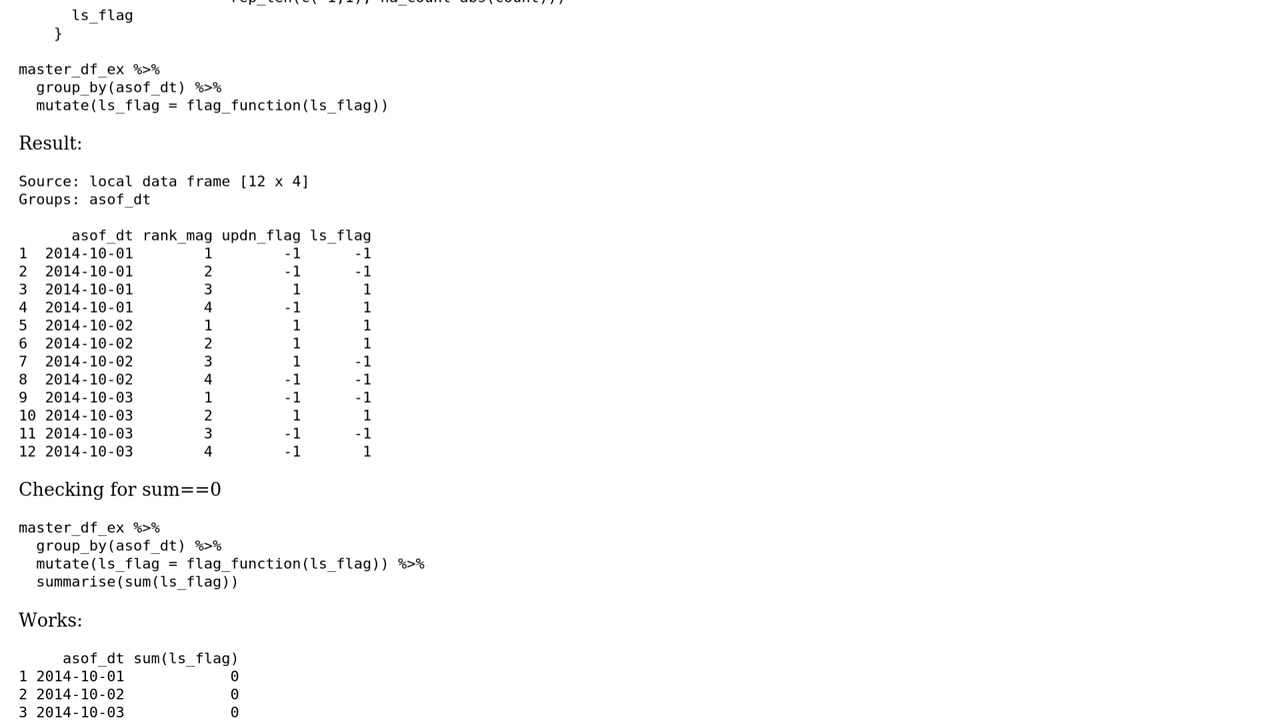 ls_flag
}
master_df_ex %>%
group_by(asof_dt) %>%
mutate(ls_flag = flag_function(ls_flag))
Result:
Source: local data frame [12 x 4]
Groups: asof_dt
asof_dt rank_mag updn_flag ls_flag
1 2014-10-01 1 -1 -1
2 2014-10-01 2 -1 -1
3 2014-10-01 3 1 1
4 2014-10-01 4 -1 1
5 2014-10-02 1 1 1
6 2014-10-02 2 1 1
7 2014-10-02 3 1 -1
8 2014-10-02 4 -1 -1
9 2014-10-03 1 -1 -1
10 2014-10-03 2 1 1
11 2014-10-03 3 -1 -1
12 2014-10-03 4 -1 1
Checking for sum==0
master_df_ex %>%
group_by(asof_dt) %>%
mutate(ls_flag = flag_function(ls_flag)) %>%
summarise(sum(ls_flag))
Works:
asof_dt sum(ls_flag)
1 2014-10-01 0
2 2014-10-02 0
3 2014-10-03 0